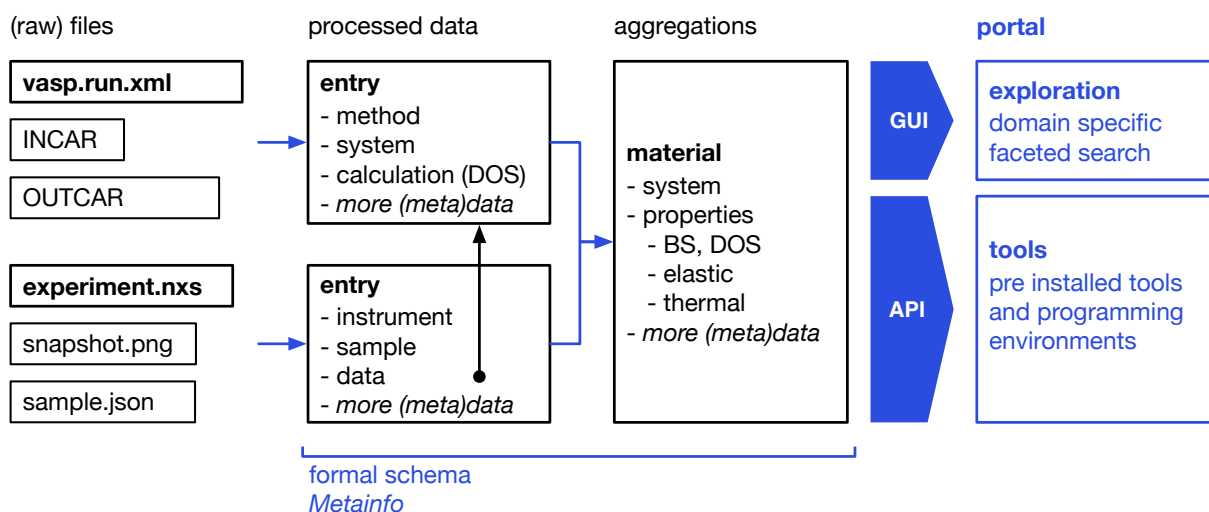 (raw) files
vasp.run.xml
INCAR
OUTCAR
experiment.nxs
snapshot.png
sample.json
processed data
entry
- method
- system
- calculation (DOS)
- more (meta)data
entry
- instrument
- sample
- data
- more (meta)data
formal schema
Metainfo
aggregations
material
- system
- properties
- BS, DOS
- elastic
- thermal
- more (meta)data
GUI
API
portal
exploration
domain specific
faceted search
tools
pre installed tools
and programming
environments